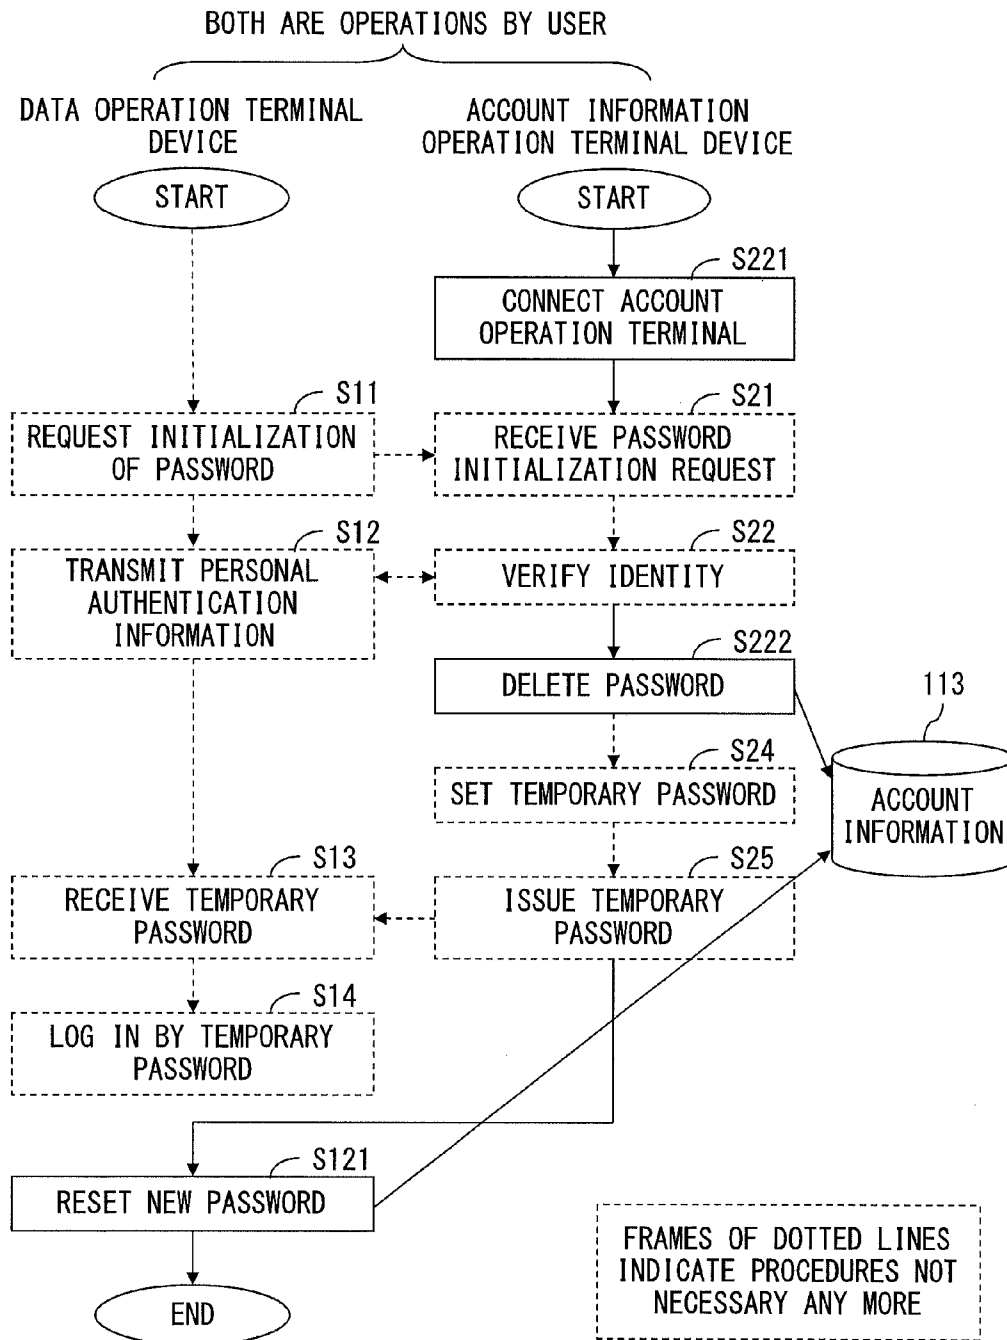 BOTH ARE OPERATIONS BY USER
DATA OPERATION TERMINAL
DEVICE
ACCOUNT INFORMATION
OPERATION TERMINAL DEVICE
START
START
S221
CONNECT ACCOUNT
OPERATION TERMINAL
S11
REQUEST INITIALIZATION
OF PASSWORD
S21
RECEIVE PASSWORD
INITIALIZATION REQUEST
S12
TRANSMIT PERSONAL
AUTHENTICATION
INFORMATION
S22
VERIFY IDENTITY
S222
DELETE PASSWORD
113
ACCOUNT
INFORMATION
S24
SET TEMPORARY PASSWORD
S13
RECEIVE TEMPORARY
PASSWORD
S25
ISSUE TEMPORARY
PASSWORD
S14
LOG IN BY TEMPORARY
PASSWORD
S121
RESET NEW PASSWORD
END
FRAMES OF DOTTED LINES
INDICATE PROCEDURES NOT
NECESSARY ANY MORE